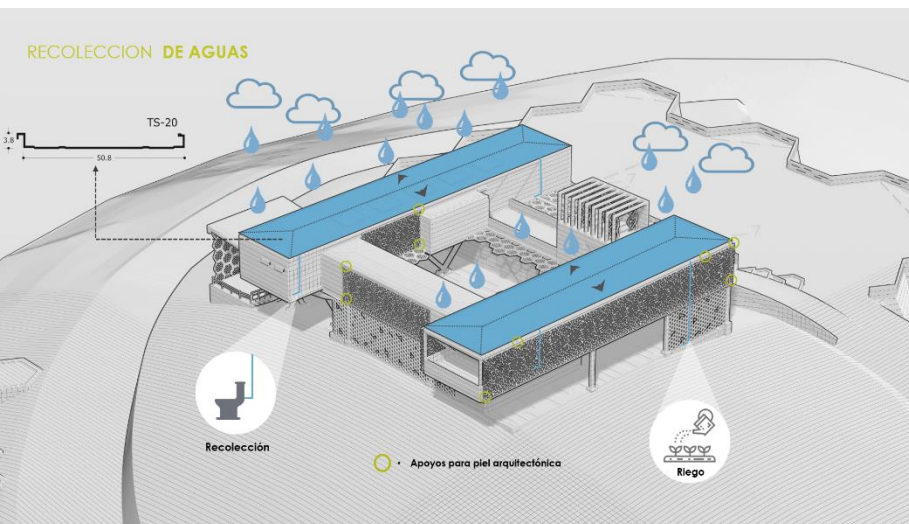 RECOLECCION DE AGUAS
TS-20
3.8
50.8
Recolección
• Apoyos para piel arquitectónica
Riego